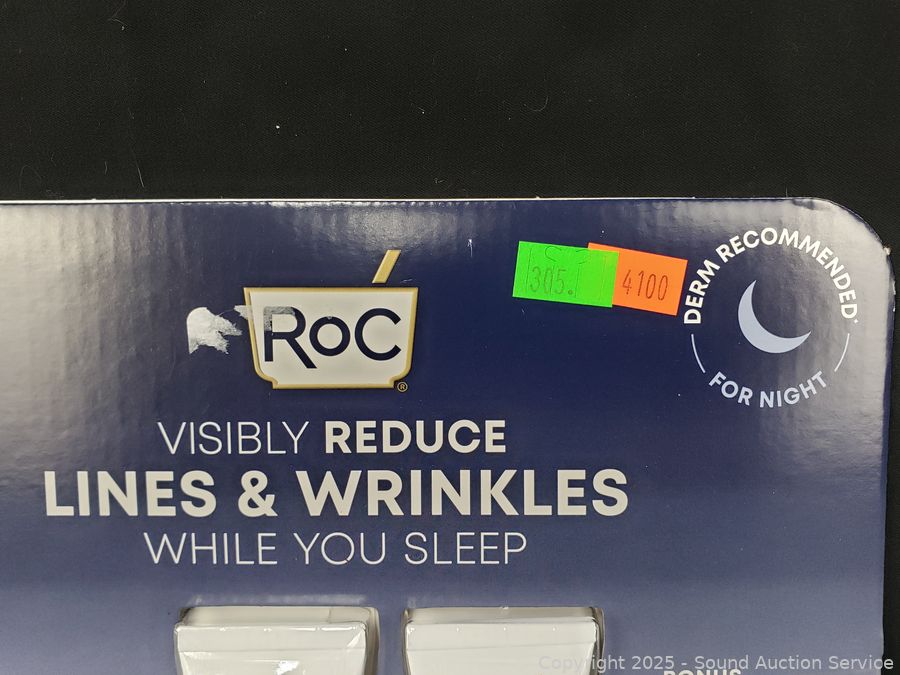 RoC
®
305.
4100
DERM RECOMMENDED*
FOR NIGHT
VISIBLY REDUCE
LINES & WRINKLES
WHILE YOU SLEEP
BONUS
Copyright 2025 - Sound Auction Service